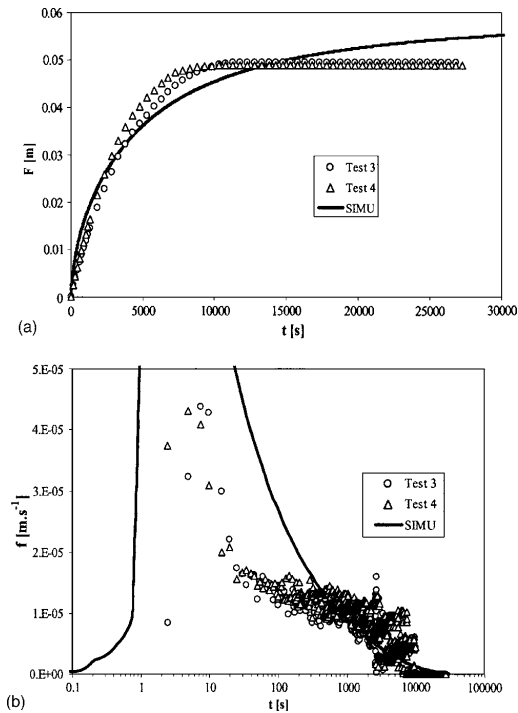 0.06
0.05
0.04
0.03
0.02
0.01
0
F [m]
Test 3
Test 4
SIMU
0 5000 10000 15000 20000 25000 30000
t [s]
(a)
5.E-05
4.E-05
3.E-05
2.E-05
1.E-05
0.E+00
f [m.s⁻¹]
Test 3
Test 4
SIMU
0.1 1 10 100 1000 10000 100000
t [s]
(b)